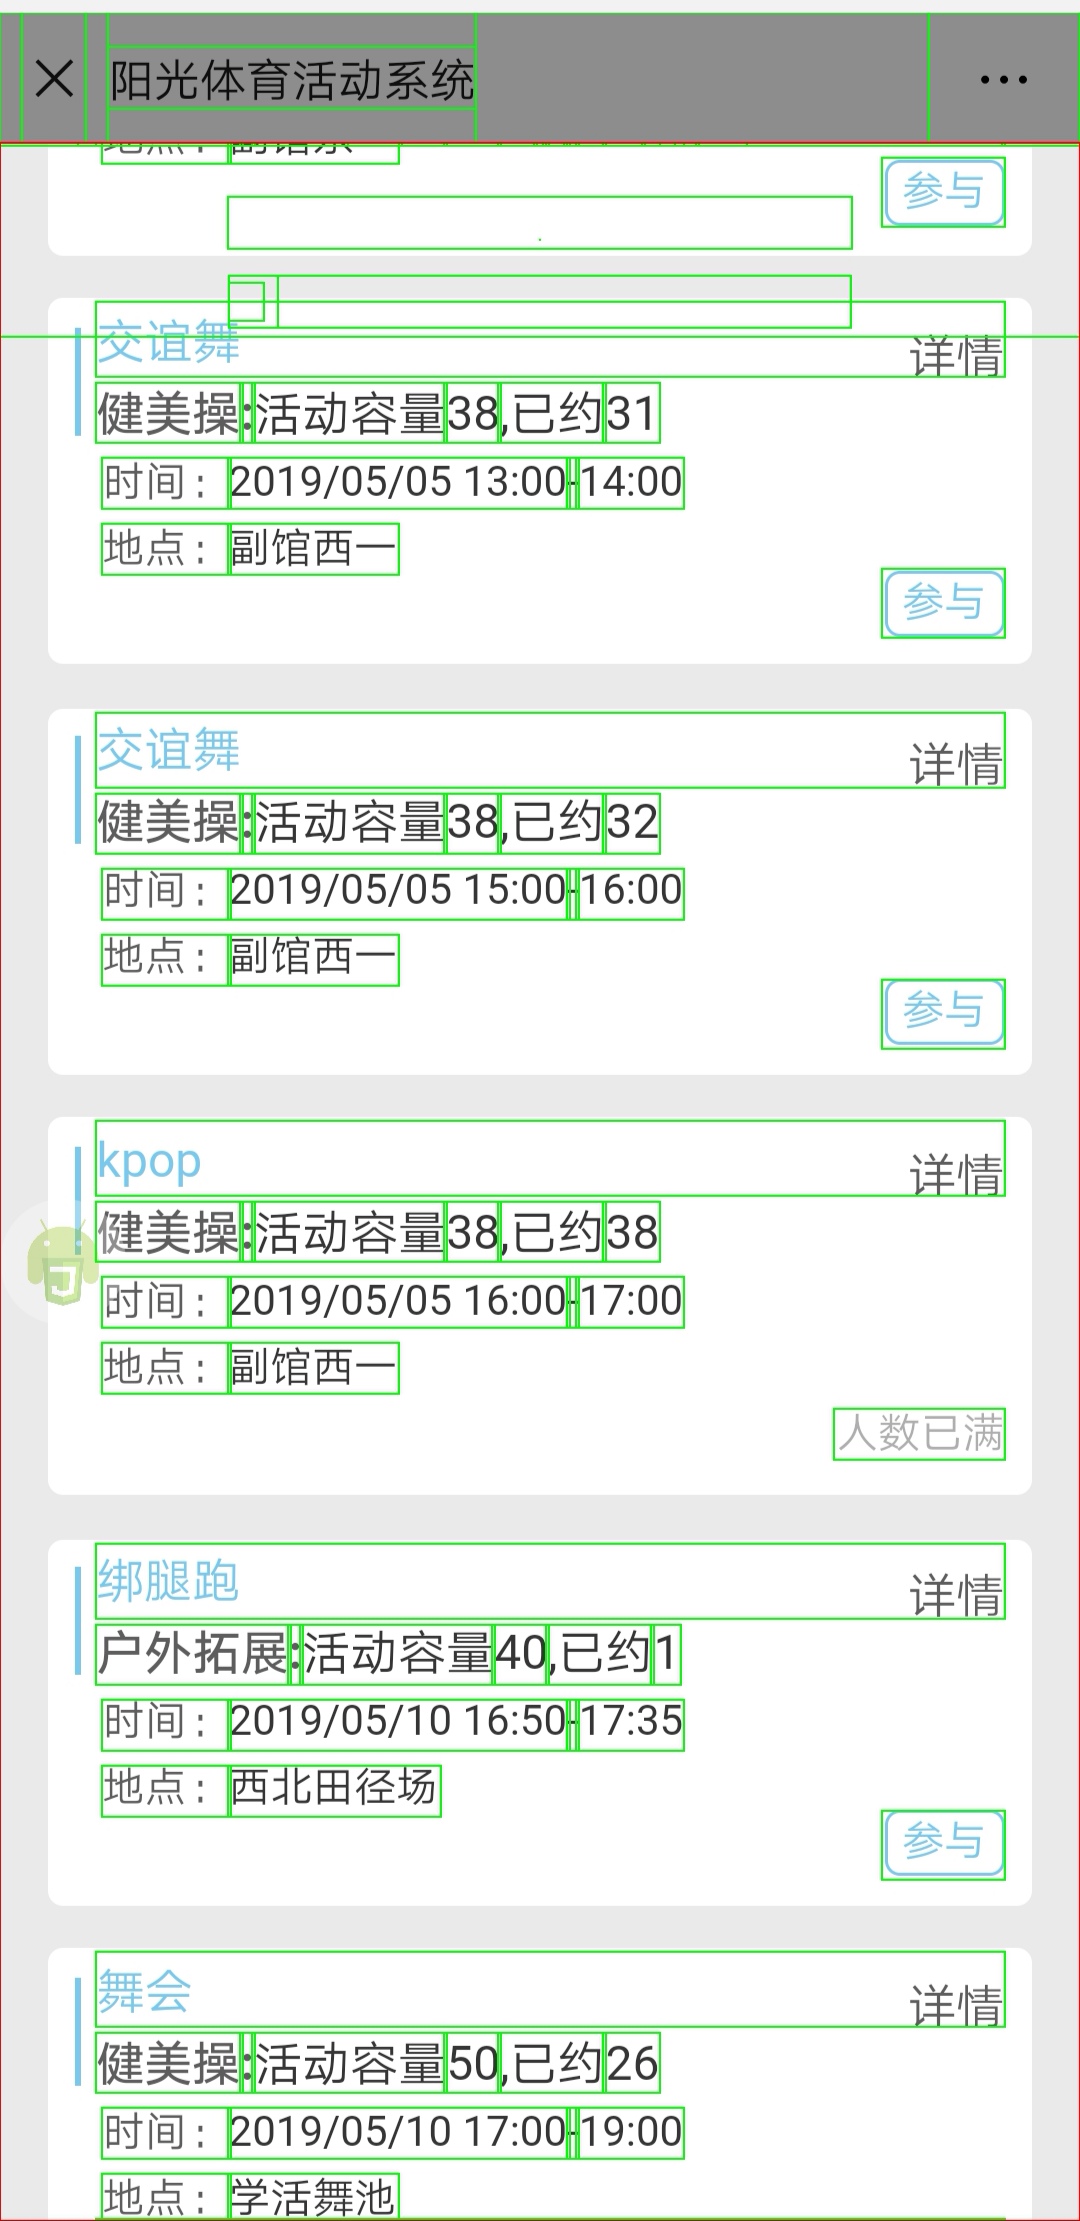 阳光体育活动系统
参与
交谊舞 详情
健美操:活动容量38,已约31
时间: 2019/05/05 13:00-14:00
地点: 副馆西一
参与
交谊舞 详情
健美操:活动容量38,已约32
时间: 2019/05/05 15:00-16:00
地点: 副馆西一
参与
kpop 详情
健美操:活动容量38,已约38
时间: 2019/05/05 16:00-17:00
地点: 副馆西一
人数已满
绑腿跑 详情
户外拓展:活动容量40,已约1
时间: 2019/05/10 16:50-17:35
地点: 西北田径场
参与
舞会 详情
健美操:活动容量50,已约26
时间: 2019/05/10 17:00-19:00
地点: 学活舞池